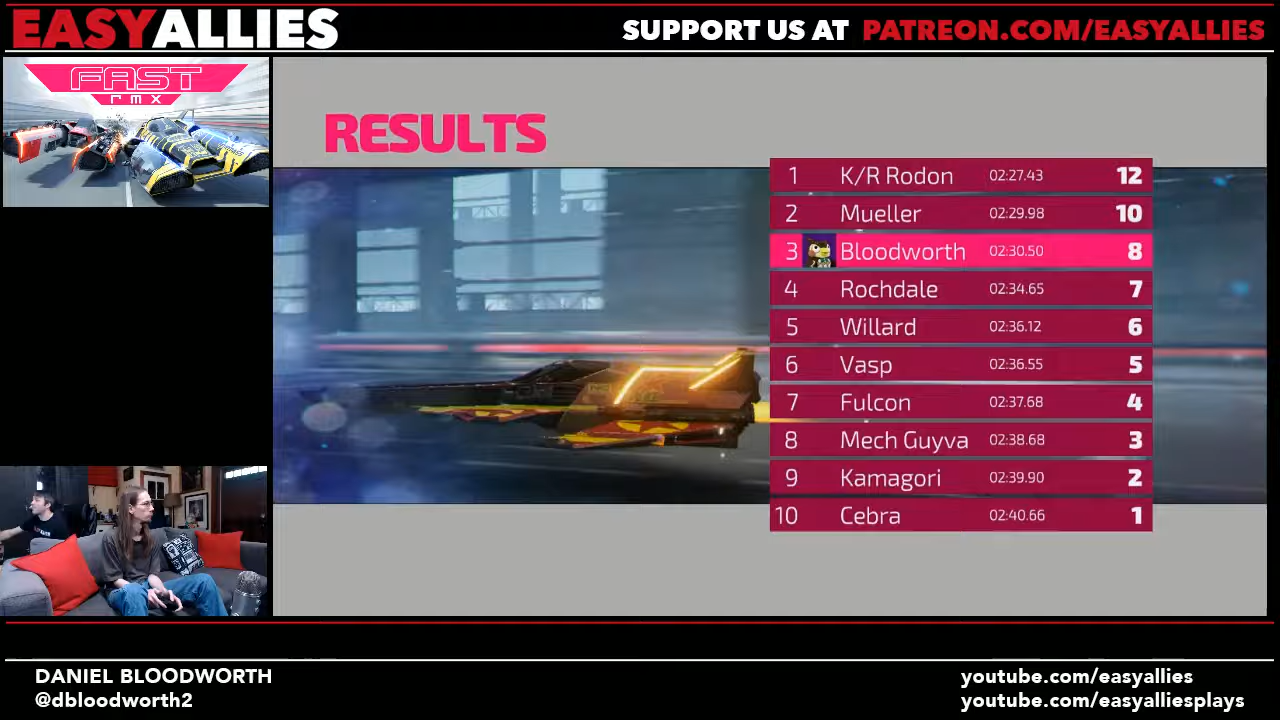 EASYALLIES
SUPPORT US AT PATREON.COM/EASYALLIES
FAST
rmx
RESULTS
1 K/R Rodon 02:27.43 12
2 Mueller 02:29.98 10
3 Bloodworth 02:30.50 8
4 Rochdale 02:34.65 7
5 Willard 02:36.12 6
6 Vasp 02:36.55 5
7 Fulcon 02:37.68 4
8 Mech Guyva 02:38.68 3
9 Kamagori 02:39.90 2
10 Cebra 02:40.66 1
DANIEL BLOODWORTH
@dbloodworth2
youtube.com/easyallies
youtube.com/easyalliesplays